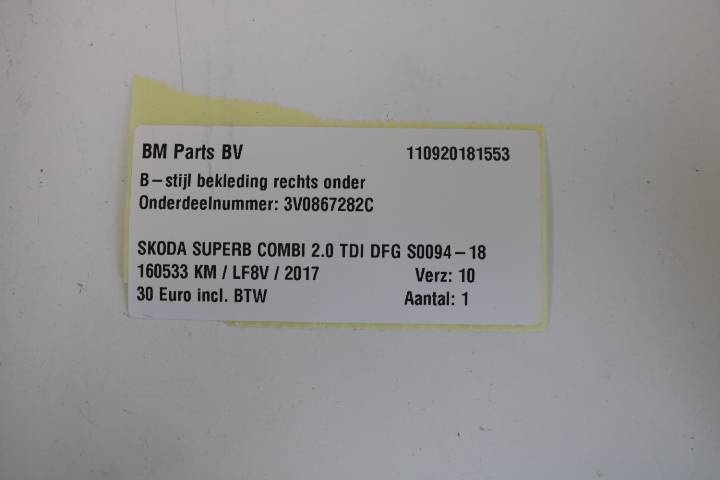 BM Parts BV 110920181553
B-stijl bekleding rechts onder
Onderdeelnummer: 3V0867282C
SKODA SUPERB COMBI 2.0 TDI DFG S0094-18
160533 KM / LF8V / 2017 Verz: 10
30 Euro incl. BTW Aantal: 1